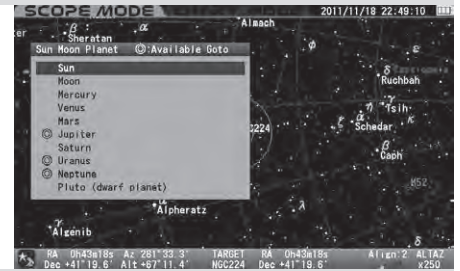 SCOPE MODE 2011/11/18 22:49:10
Almach
α
β
Sheratan
Sun Moon Planet ◎:Available Goto
Sun
Moon
Mercury
Venus
Mars
◎ Jupiter
Saturn
◎ Uranus
◎ Neptune
Pluto (dwarf planet)
φ
ε
δ
Ruchbah
γ
η Tsih
ζ α κ
Schedar
β
Caph
M52
λ
α
Alpheratz
γ
Algenib
δ
RA 0h43m18s Az 281°33.3' TARGET RA 0h43m18s Align:2 ALTAZ
Dec +41°19.6' Alt +67°11.4' NGC224 Dec +41°19.6' x250